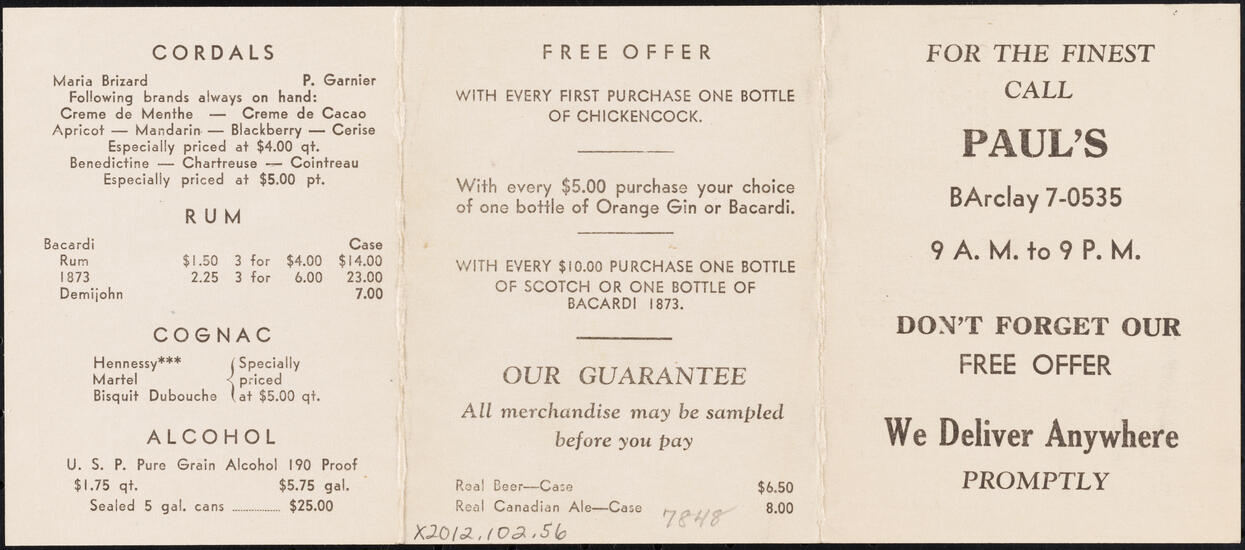 CORDALS
Maria Brizard P. Garnier
Following brands always on hand:
Creme de Menthe — Creme de Cacao
Apricot — Mandarin — Blackberry — Cerise
Especially priced at $4.00 qt.
Benedictine — Chartreuse — Cointreau
Especially priced at $5.00 pt.
RUM
Bacardi Case
Rum $1.50 3 for $4.00 $14.00
1873 2.25 3 for 6.00 23.00
Demijohn 7.00
COGNAC
Hennessy*** Specially
Martel priced
Bisquit Dubouche at $5.00 qt.
ALCOHOL
U. S. P. Pure Grain Alcohol 190 Proof
$1.75 qt. $5.75 gal.
Sealed 5 gal. cans ............... $25.00
FREE OFFER
WITH EVERY FIRST PURCHASE ONE BOTTLE
OF CHICKENCOCK.
With every $5.00 purchase your choice
of one bottle of Orange Gin or Bacardi.
WITH EVERY $10.00 PURCHASE ONE BOTTLE
OF SCOTCH OR ONE BOTTLE OF
BACARDI 1873.
OUR GUARANTEE
All merchandise may be sampled
before you pay
Real Beer—Case $6.50
Real Canadian Ale—Case 8.00
7848
X2012.102.56
FOR THE FINEST
CALL
PAUL'S
BArclay 7-0535
9 A. M. to 9 P. M.
DON'T FORGET OUR
FREE OFFER
We Deliver Anywhere
PROMPTLY